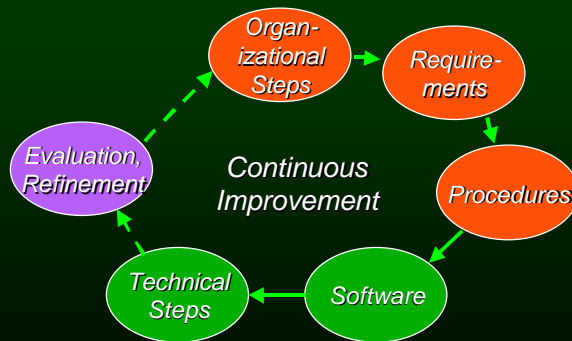 Organ-
izational
Steps
Require-
ments
Procedures
Software
Technical
Steps
Evaluation,
Refinement
Continuous
Improvement